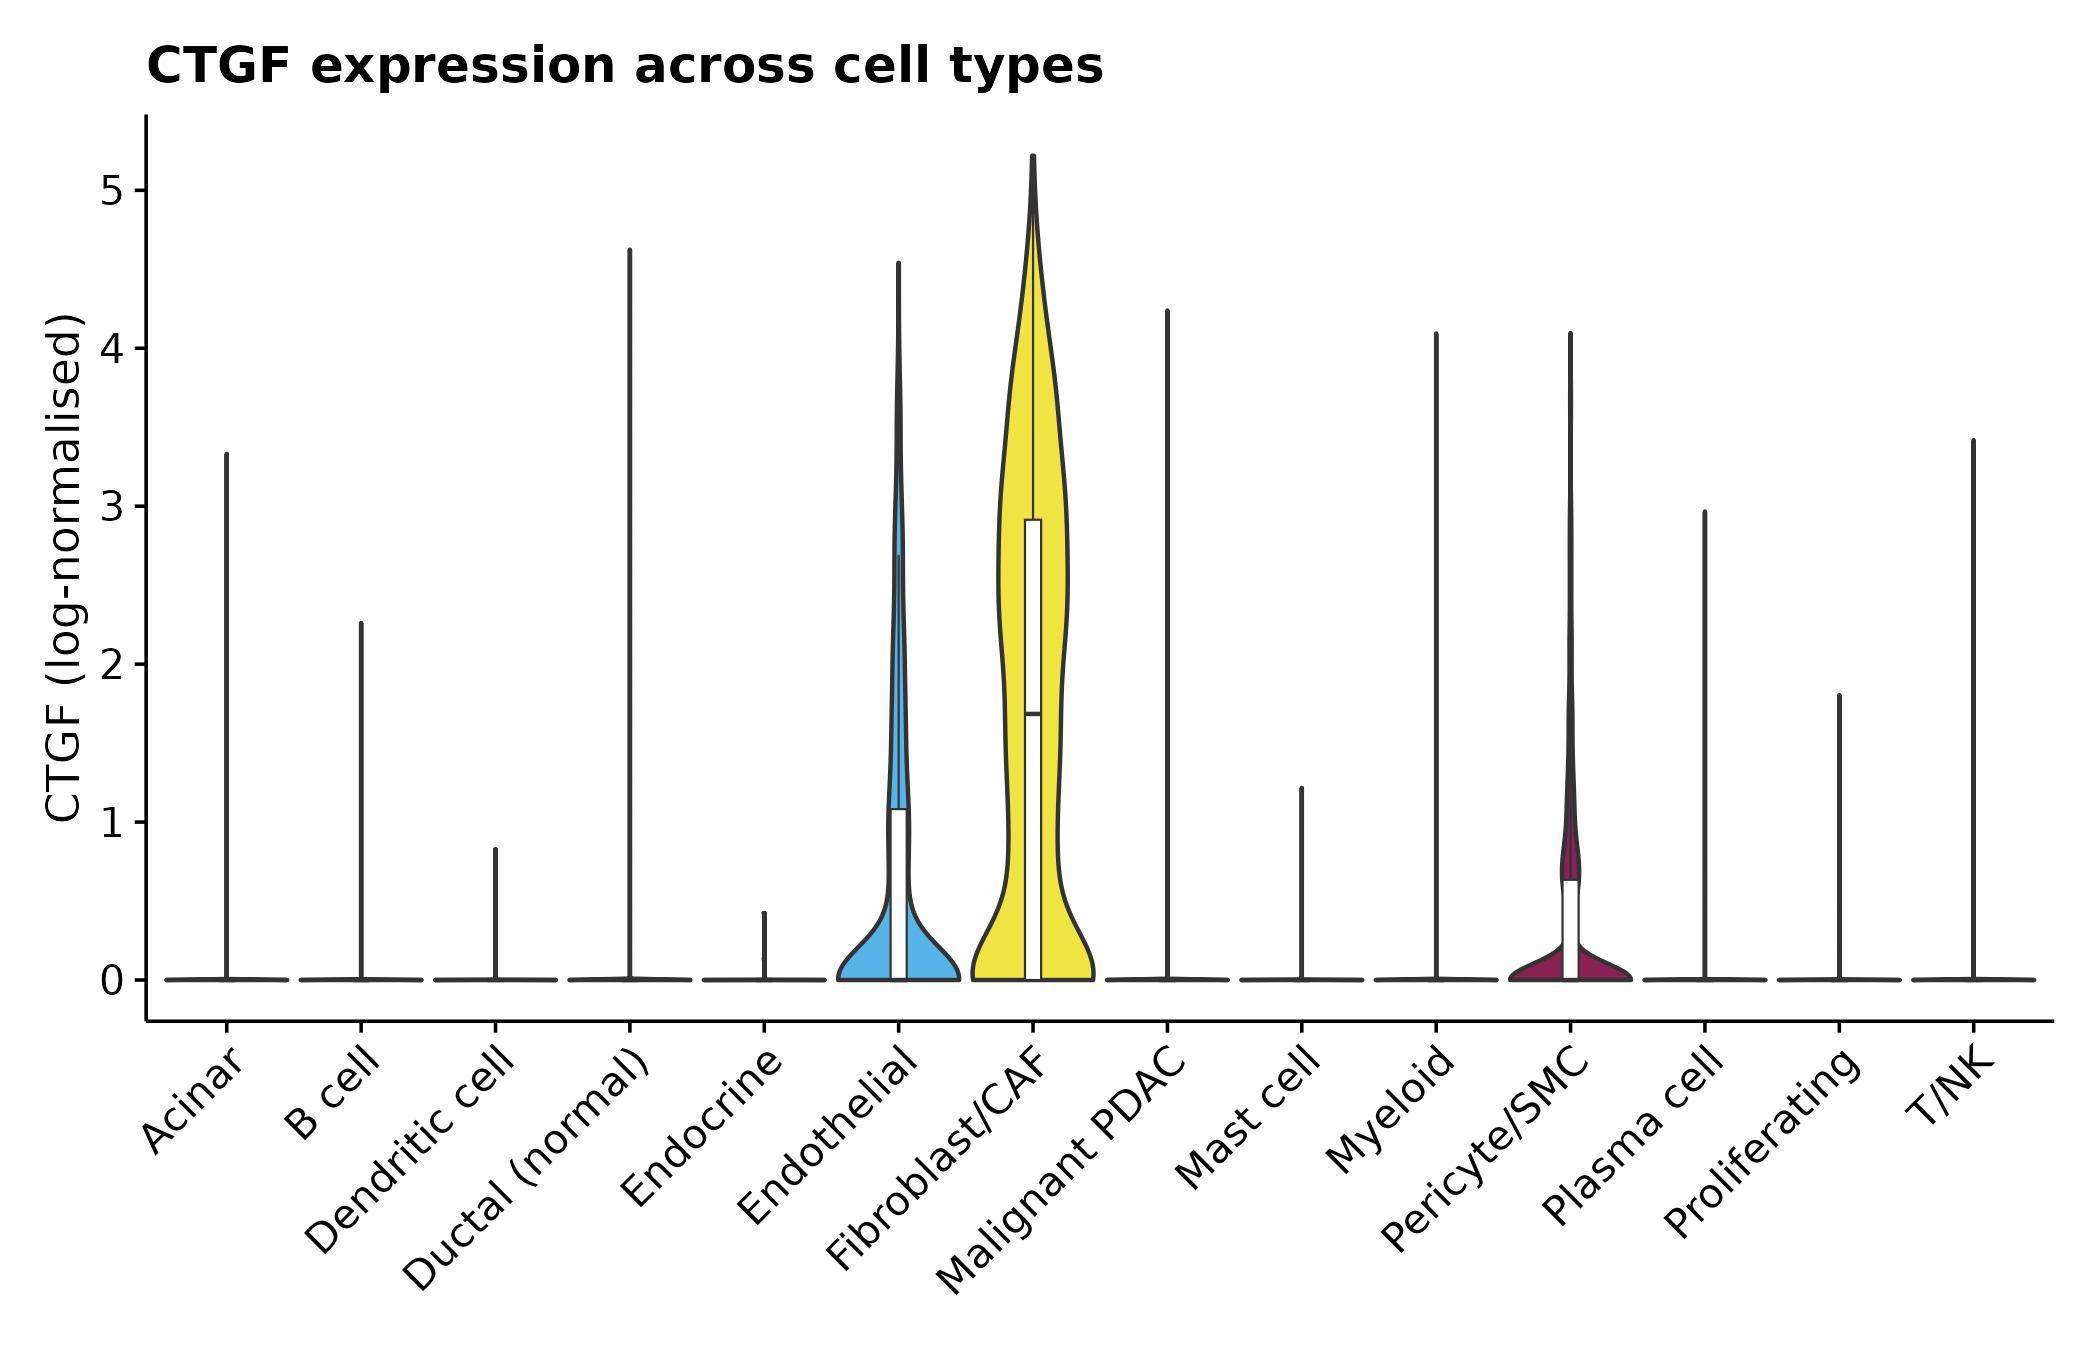 CTGF expression across cell types
CTGF (log-normalised)
5
4
3
2
1
0
Acinar
B cell
Dendritic cell
Ductal (normal)
Endocrine
Endothelial
Fibroblast/CAF
Malignant PDAC
Mast cell
Myeloid
Pericyte/SMC
Plasma cell
Proliferating
T/NK